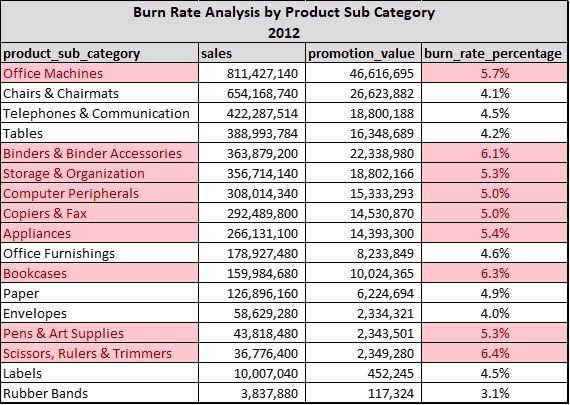 Burn Rate Analysis by Product Sub Category
2012
product_sub_category sales promotion_value burn_rate_percentage
Office Machines 811,427,140 46,616,695 5.7%
Chairs & Chairmats 654,168,740 26,623,882 4.1%
Telephones & Communication 422,287,514 18,800,188 4.5%
Tables 388,993,784 16,348,689 4.2%
Binders & Binder Accessories 363,879,200 22,338,980 6.1%
Storage & Organization 356,714,140 18,802,166 5.3%
Computer Peripherals 308,014,340 15,333,293 5.0%
Copiers & Fax 292,489,800 14,530,870 5.0%
Appliances 266,131,100 14,393,300 5.4%
Office Furnishings 178,927,480 8,233,849 4.6%
Bookcases 159,984,680 10,024,365 6.3%
Paper 126,896,160 6,224,694 4.9%
Envelopes 58,629,280 2,334,321 4.0%
Pens & Art Supplies 43,818,480 2,343,501 5.3%
Scissors, Rulers & Trimmers 36,776,400 2,349,280 6.4%
Labels 10,007,040 452,245 4.5%
Rubber Bands 3,837,880 117,324 3.1%